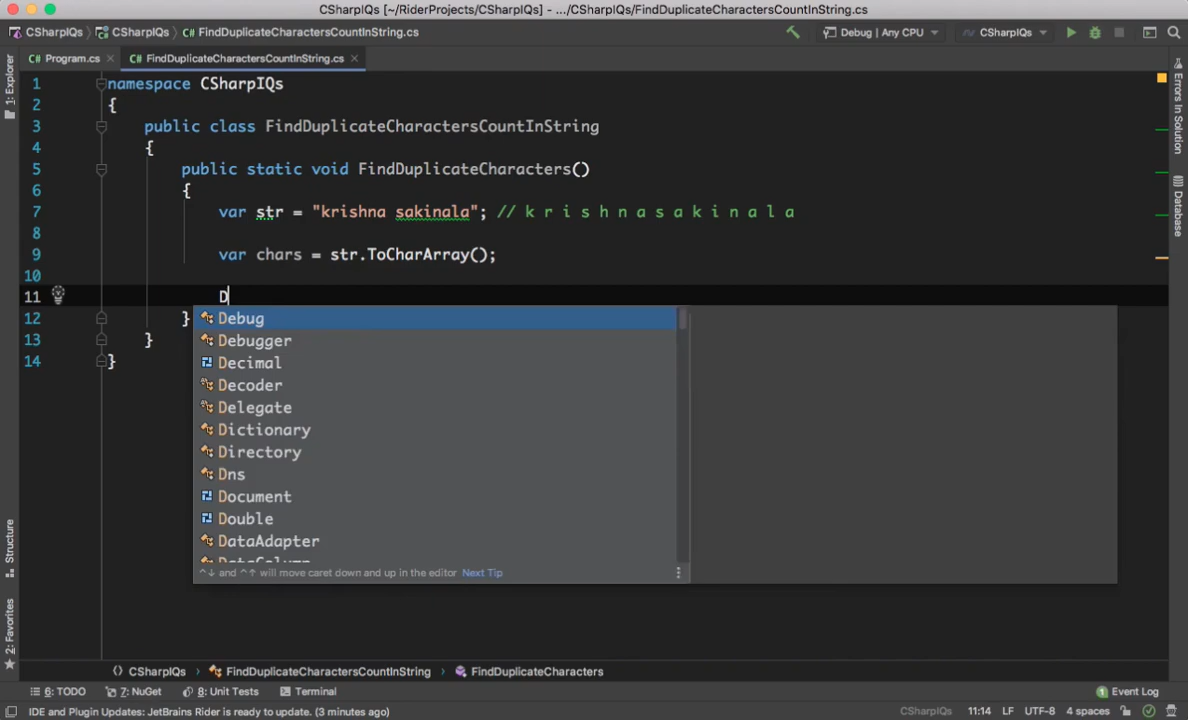 CSharpIQs [~/RiderProjects/CSharpIQs] - .../CSharpIQs/FindDuplicateCharactersCountInString.cs
CSharpIQs CSharpIQs FindDuplicateCharactersCountInString.cs Debug | Any CPU CSharpIQs
C# Program.cs C# FindDuplicateCharactersCountInString.cs
1: Explorer
Errors In Solution
Database
Structure
2: Favorites
1 namespace CSharpIQs
2 {
3 public class FindDuplicateCharactersCountInString
4 {
5 public static void FindDuplicateCharacters()
6 {
7 var str = "krishna sakinala"; // k r i s h n a s a k i n a l a
8
9 var chars = str.ToCharArray();
10
11 D
12 }
13 }
14 }
Debug
Debugger
Decimal
Decoder
Delegate
Dictionary
Directory
Dns
Document
Double
DataAdapter
DataColumn
^↓ and ^↑ will move caret down and up in the editor Next Tip
CSharpIQs FindDuplicateCharactersCountInString FindDuplicateCharacters
6: TODO 7: NuGet 8: Unit Tests Terminal 1 Event Log
IDE and Plugin Updates: JetBrains Rider is ready to update. (3 minutes ago) CSharpIQs 11:14 LF UTF-8 4 spaces